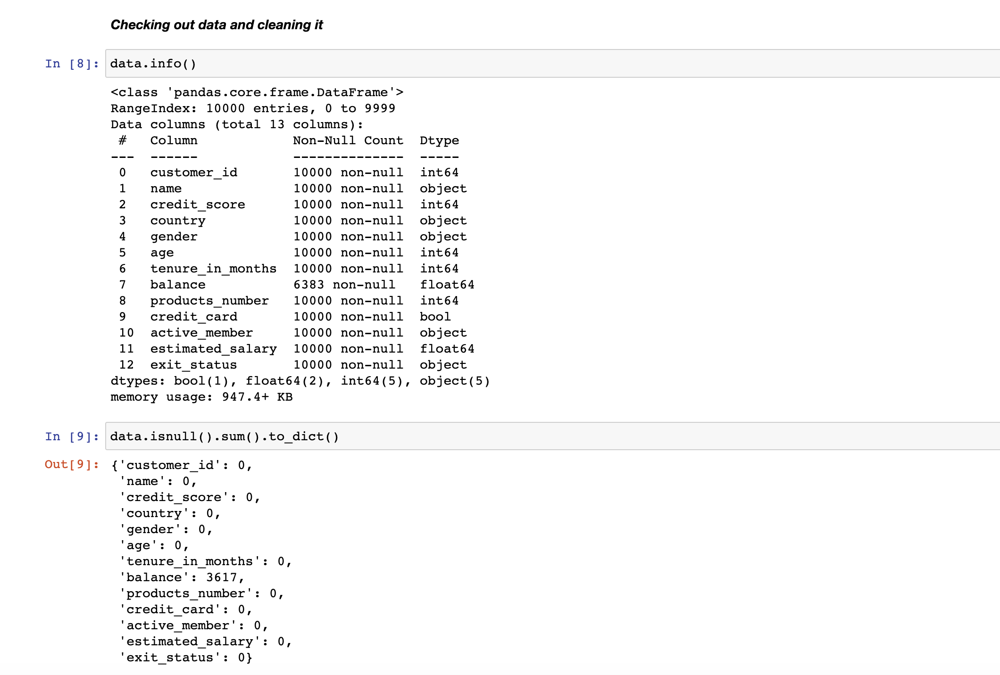 Checking out data and cleaning it
In [8]: data.info()
<class 'pandas.core.frame.DataFrame'>
RangeIndex: 10000 entries, 0 to 9999
Data columns (total 13 columns):
 #   Column            Non-Null Count  Dtype
---  ------            --------------  -----
 0   customer_id       10000 non-null  int64
 1   name              10000 non-null  object
 2   credit_score      10000 non-null  int64
 3   country           10000 non-null  object
 4   gender            10000 non-null  object
 5   age               10000 non-null  int64
 6   tenure_in_months  10000 non-null  int64
 7   balance           6383 non-null   float64
 8   products_number   10000 non-null  int64
 9   credit_card       10000 non-null  bool
 10  active_member     10000 non-null  object
 11  estimated_salary  10000 non-null  float64
 12  exit_status       10000 non-null  object
dtypes: bool(1), float64(2), int64(5), object(5)
memory usage: 947.4+ KB
In [9]: data.isnull().sum().to_dict()
Out[9]: {'customer_id': 0,
 'name': 0,
 'credit_score': 0,
 'country': 0,
 'gender': 0,
 'age': 0,
 'tenure_in_months': 0,
 'balance': 3617,
 'products_number': 0,
 'credit_card': 0,
 'active_member': 0,
 'estimated_salary': 0,
 'exit_status': 0}